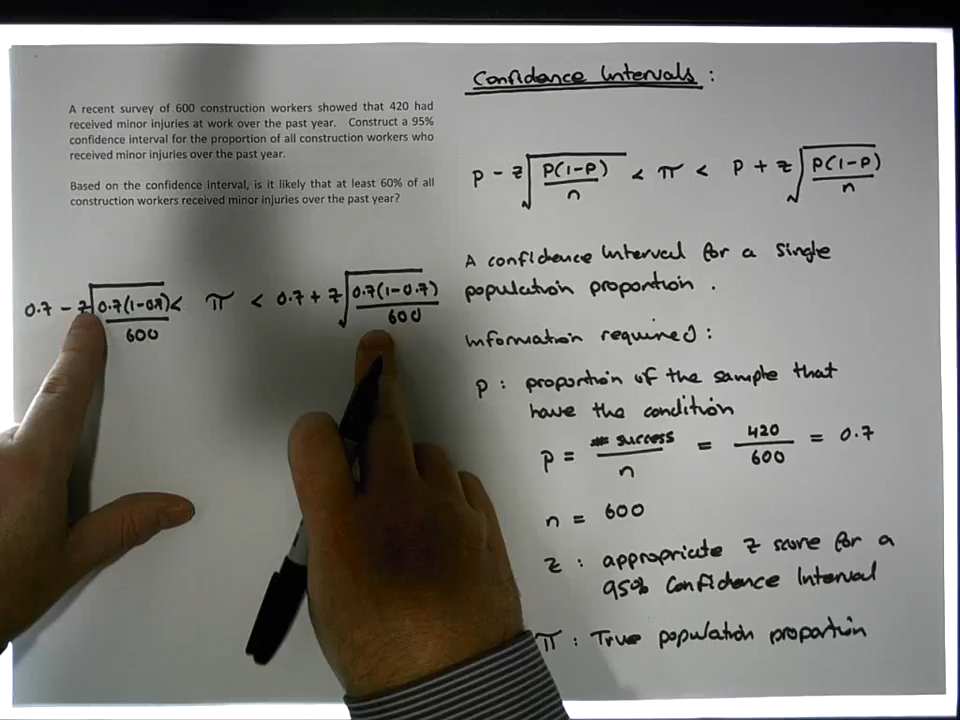 Confidence Intervals :
A recent survey of 600 construction workers showed that 420 had
received minor injuries at work over the past year. Construct a 95%
confidence interval for the proportion of all construction workers who
received minor injuries over the past year.
Based on the confidence interval, is it likely that at least 60% of all
construction workers received minor injuries over the past year?
p - z√(P(1-P)/n) < π < p + z√(P(1-P)/n)
0.7 - z√(0.7(1-0.7)/600) < π < 0.7 + z√(0.7(1-0.7)/600)
A confidence interval for a single
population proportion .
Information required :
p : proportion of the sample that
have the condition
p = # success / n = 420/600 = 0.7
n = 600
z : appropriate z score for a
95% Confidence Interval
π : True population proportion